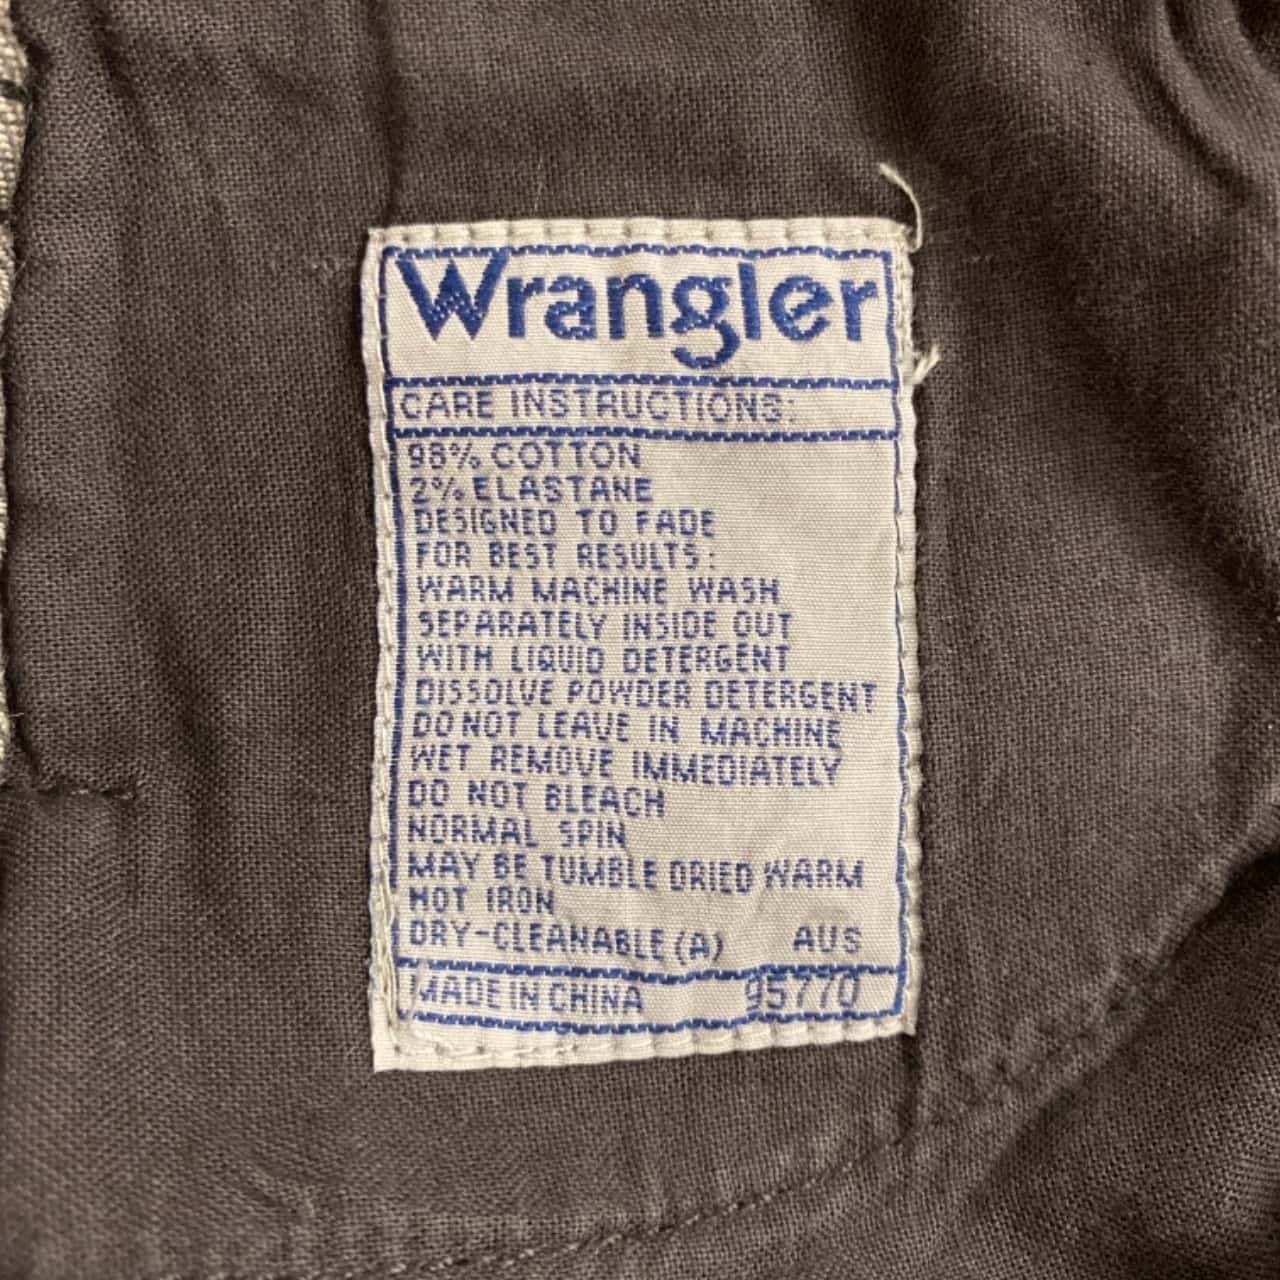 Wrangler
CARE INSTRUCTIONS:
98% COTTON
2% ELASTANE
DESIGNED TO FADE
FOR BEST RESULTS:
WARM MACHINE WASH
SEPARATELY INSIDE OUT
WITH LIQUID DETERGENT
DISSOLVE POWDER DETERGENT
DO NOT LEAVE IN MACHINE
WET REMOVE IMMEDIATELY
DO NOT BLEACH
NORMAL SPIN
MAY BE TUMBLE DRIED WARM
HOT IRON
DRY-CLEANABLE (A) AUS
MADE IN CHINA 95770